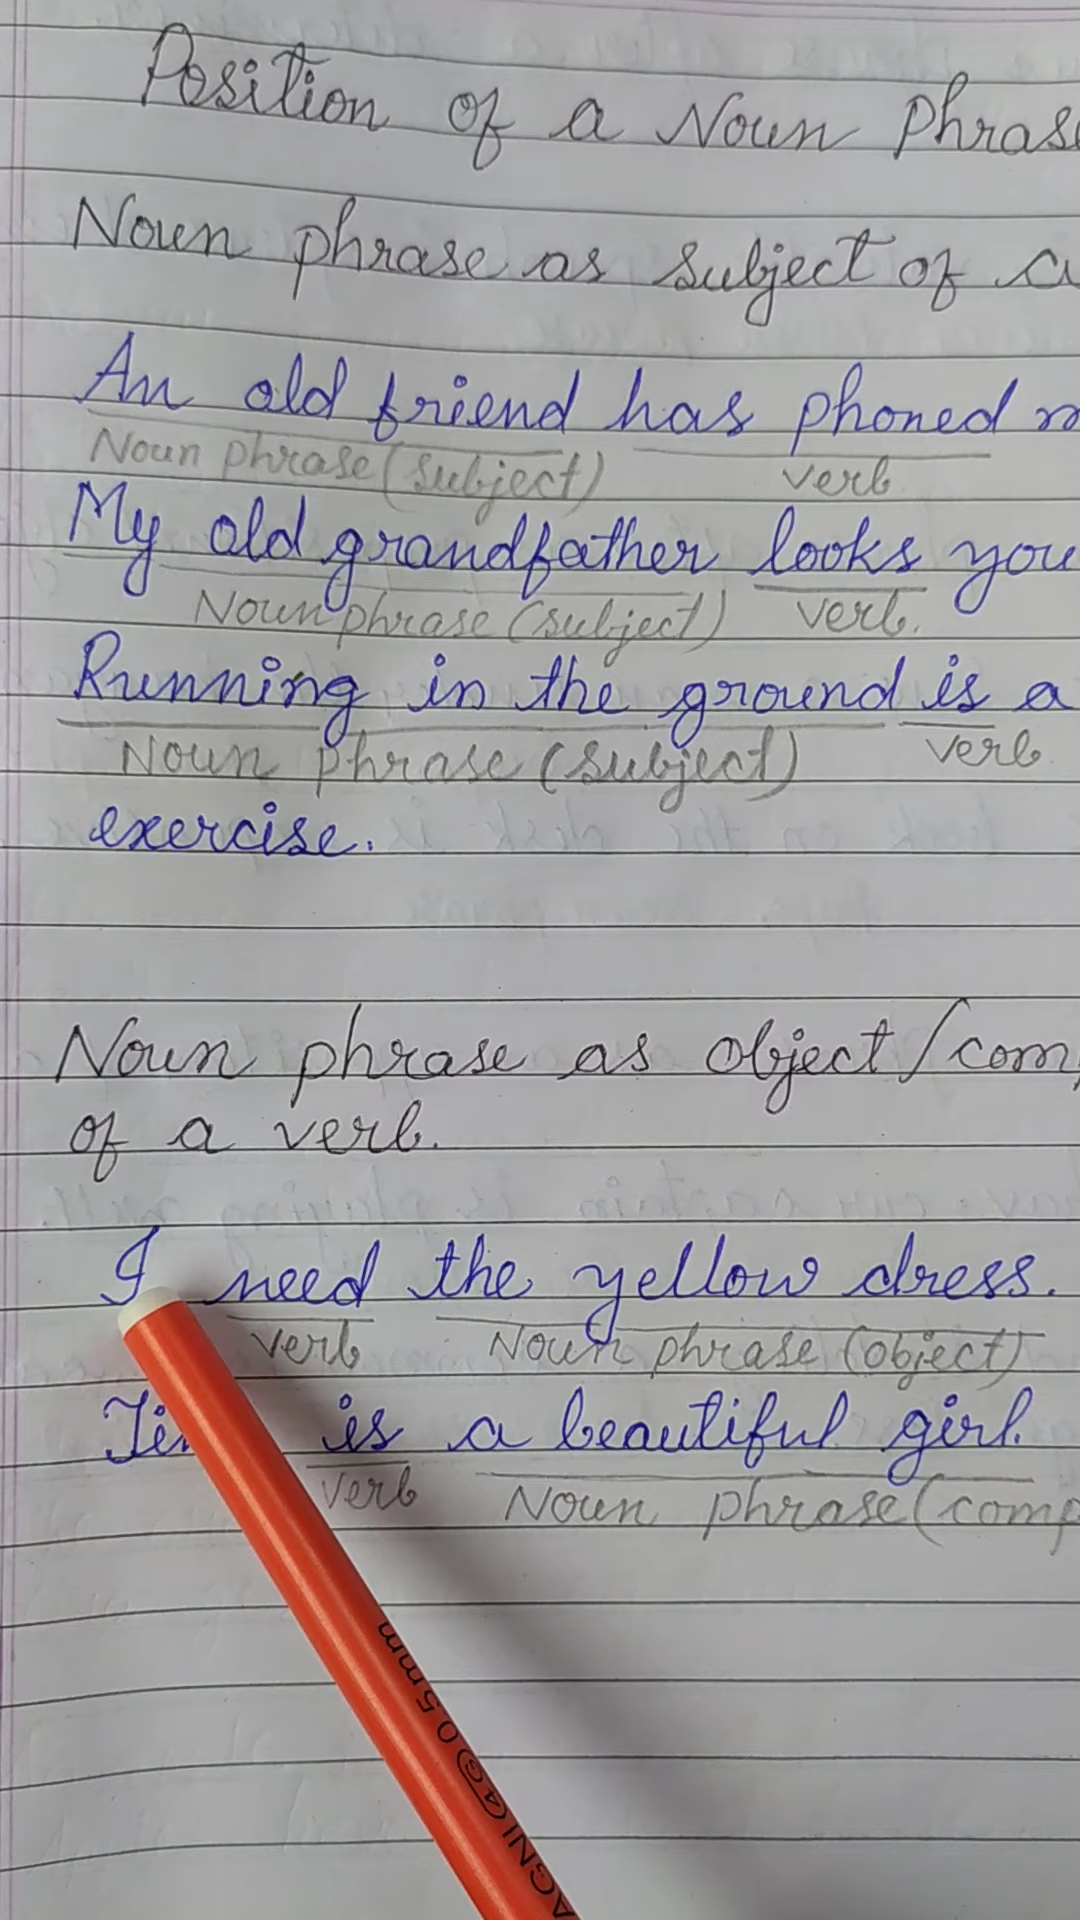 Position of a Noun Phrase
Noun phrase as subject of a
An old friend has phoned
Noun phrase (subject) verb
My old grandfather looks you
Noun phrase (subject) verb.
Running in the ground is a
Noun phrase (subject) verb
exercise.
Noun phrase as object/com
of a verb.
I need the yellow dress.
verb Noun phrase (object)
is a beautiful girl.
verb Noun phrase (comp
AGNI 4G 0.5mm